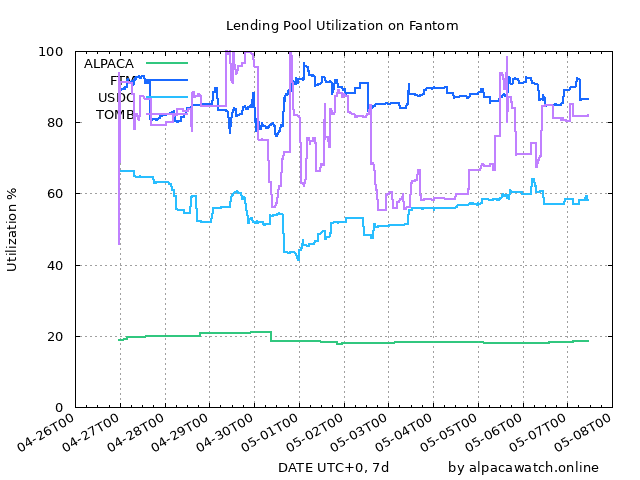 Lending Pool Utilization on Fantom
100
80
60
40
20
0
Utilization %
ALPACA
FTM
USDC
TOMB
04-26T00
04-27T00
04-28T00
04-29T00
04-30T00
05-01T00
05-02T00
05-03T00
05-04T00
05-05T00
05-06T00
05-07T00
05-08T00
DATE UTC+0, 7d
by alpacawatch.online